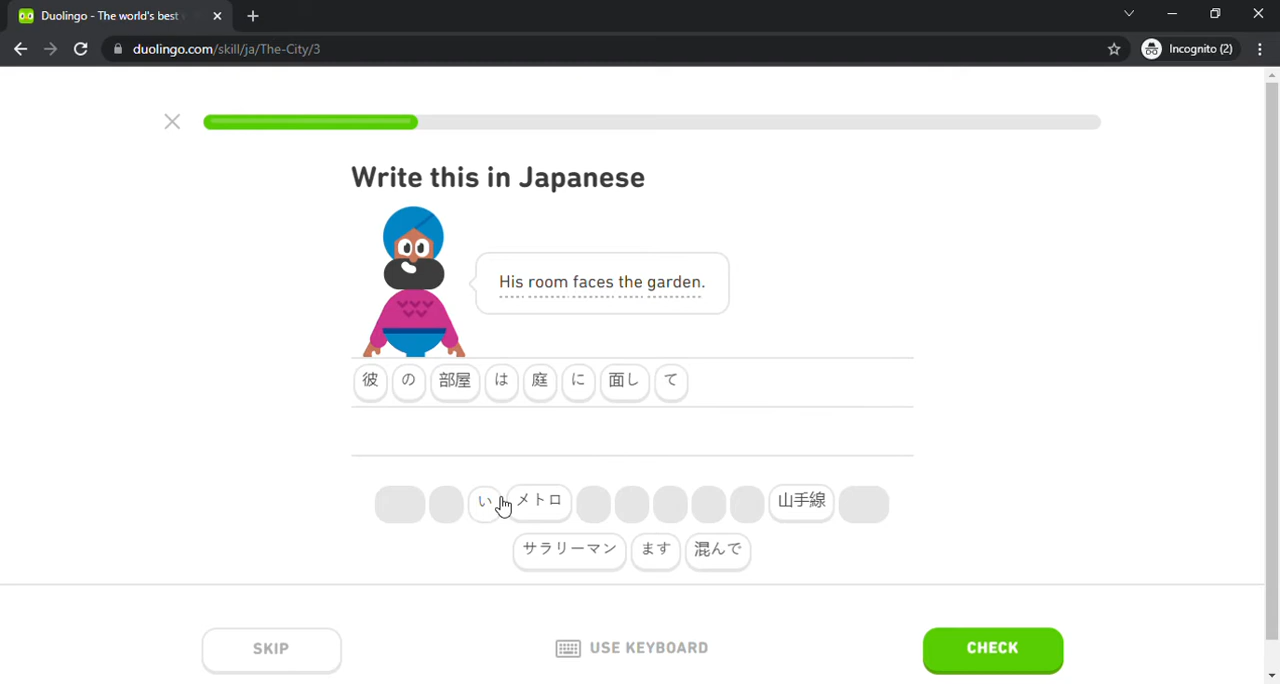 Duolingo - The world's best
duolingo.com/skill/ja/The-City/3
Incognito (2)
Write this in Japanese
His room faces the garden.
彼 の 部屋 は 庭 に 面し て
い メトロ 山手線
サラリーマン ます 混んで
SKIP
USE KEYBOARD
CHECK